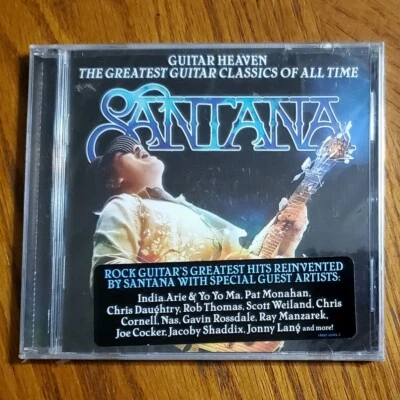 GUITAR HEAVEN
THE GREATEST GUITAR CLASSICS OF ALL TIME
SANTANA
ROCK GUITAR'S GREATEST HITS REINVENTED
BY SANTANA WITH SPECIAL GUEST ARTISTS:
India.Arie & Yo Yo Ma, Pat Monahan,
Chris Daughtry, Rob Thomas, Scott Weiland, Chris
Cornell, Nas, Gavin Rossdale, Ray Manzarek,
Joe Cocker, Jacoby Shaddix, Jonny Lang and more!